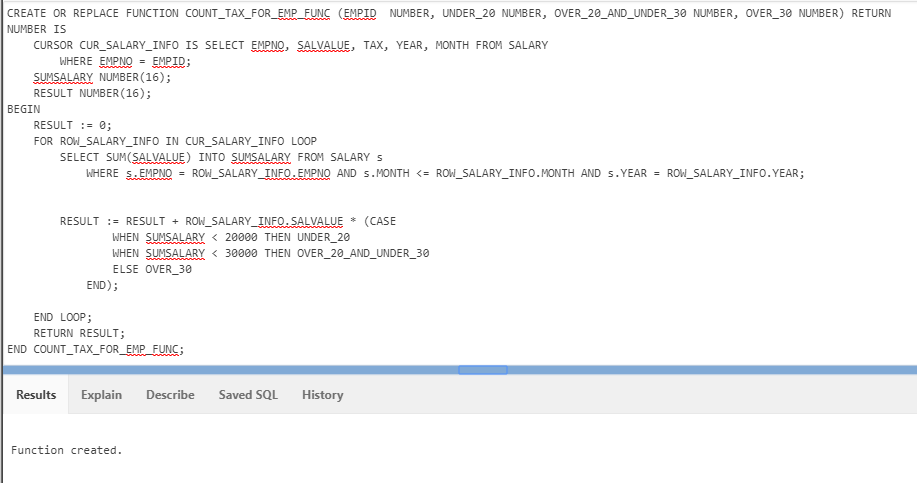 CREATE OR REPLACE FUNCTION COUNT_TAX_FOR_EMP_FUNC (EMPID  NUMBER, UNDER_20 NUMBER, OVER_20_AND_UNDER_30 NUMBER, OVER_30 NUMBER) RETURN
NUMBER IS
    CURSOR CUR_SALARY_INFO IS SELECT EMPNO, SALVALUE, TAX, YEAR, MONTH FROM SALARY
        WHERE EMPNO = EMPID;
    SUMSALARY NUMBER(16);
    RESULT NUMBER(16);
BEGIN
    RESULT := 0;
    FOR ROW_SALARY_INFO IN CUR_SALARY_INFO LOOP
        SELECT SUM(SALVALUE) INTO SUMSALARY FROM SALARY s
            WHERE s.EMPNO = ROW_SALARY_INFO.EMPNO AND s.MONTH <= ROW_SALARY_INFO.MONTH AND s.YEAR = ROW_SALARY_INFO.YEAR;
        RESULT := RESULT + ROW_SALARY_INFO.SALVALUE * (CASE
                WHEN SUMSALARY < 20000 THEN UNDER_20
                WHEN SUMSALARY < 30000 THEN OVER_20_AND_UNDER_30
                ELSE OVER_30
            END);
    END LOOP;
    RETURN RESULT;
END COUNT_TAX_FOR_EMP_FUNC;
Results Explain Describe Saved SQL History
Function created.